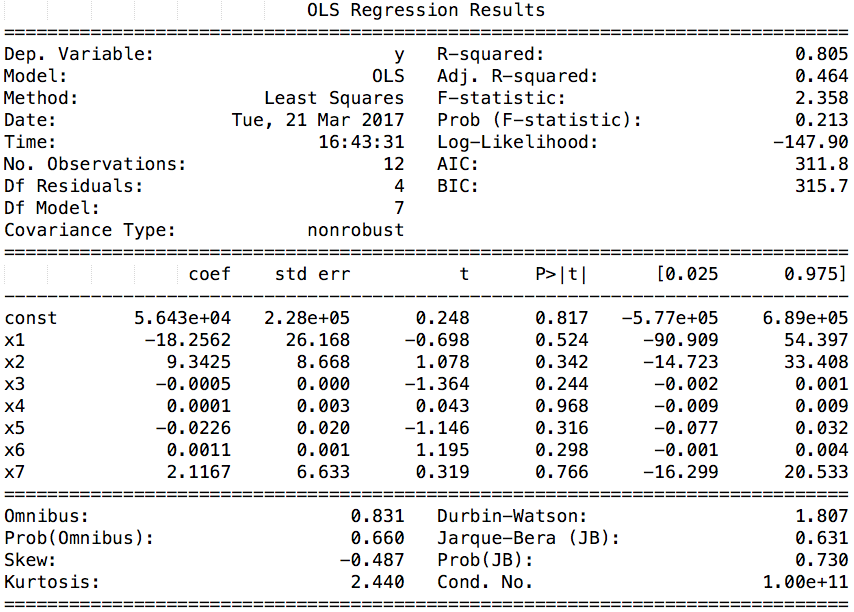 OLS Regression Results
==============================================================================
Dep. Variable:                      y   R-squared:                       0.805
Model:                            OLS   Adj. R-squared:                  0.464
Method:                 Least Squares   F-statistic:                     2.358
Date:                Tue, 21 Mar 2017   Prob (F-statistic):              0.213
Time:                        16:43:31   Log-Likelihood:                -147.90
No. Observations:                  12   AIC:                             311.8
Df Residuals:                       4   BIC:                             315.7
Df Model:                           7
Covariance Type:            nonrobust
==============================================================================
                 coef    std err          t      P>|t|      [0.025      0.975]
------------------------------------------------------------------------------
const       5.643e+04   2.28e+05      0.248      0.817   -5.77e+05    6.89e+05
x1           -18.2562     26.168     -0.698      0.524     -90.909      54.397
x2             9.3425      8.668      1.078      0.342     -14.723      33.408
x3            -0.0005      0.000     -1.364      0.244      -0.002       0.001
x4             0.0001      0.003      0.043      0.968      -0.009       0.009
x5            -0.0226      0.020     -1.146      0.316      -0.077       0.032
x6             0.0011      0.001      1.195      0.298      -0.001       0.004
x7             2.1167      6.633      0.319      0.766     -16.299      20.533
==============================================================================
Omnibus:                        0.831   Durbin-Watson:                   1.807
Prob(Omnibus):                  0.660   Jarque-Bera (JB):                0.631
Skew:                          -0.487   Prob(JB):                        0.730
Kurtosis:                       2.440   Cond. No.                     1.00e+11
==============================================================================